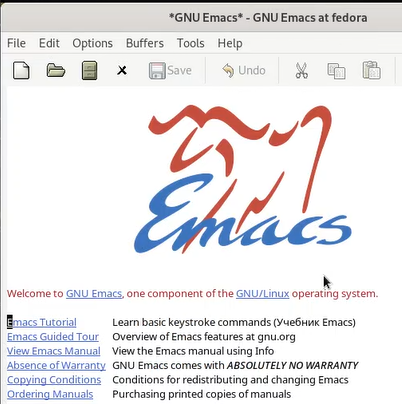 *GNU Emacs* - GNU Emacs at fedora
File Edit Options Buffers Tools Help
Save Undo
Emacs
Welcome to GNU Emacs, one component of the GNU/Linux operating system.
Emacs Tutorial Learn basic keystroke commands (Учебник Emacs)
Emacs Guided Tour Overview of Emacs features at gnu.org
View Emacs Manual View the Emacs manual using Info
Absence of Warranty GNU Emacs comes with ABSOLUTELY NO WARRANTY
Copying Conditions Conditions for redistributing and changing Emacs
Ordering Manuals Purchasing printed copies of manuals